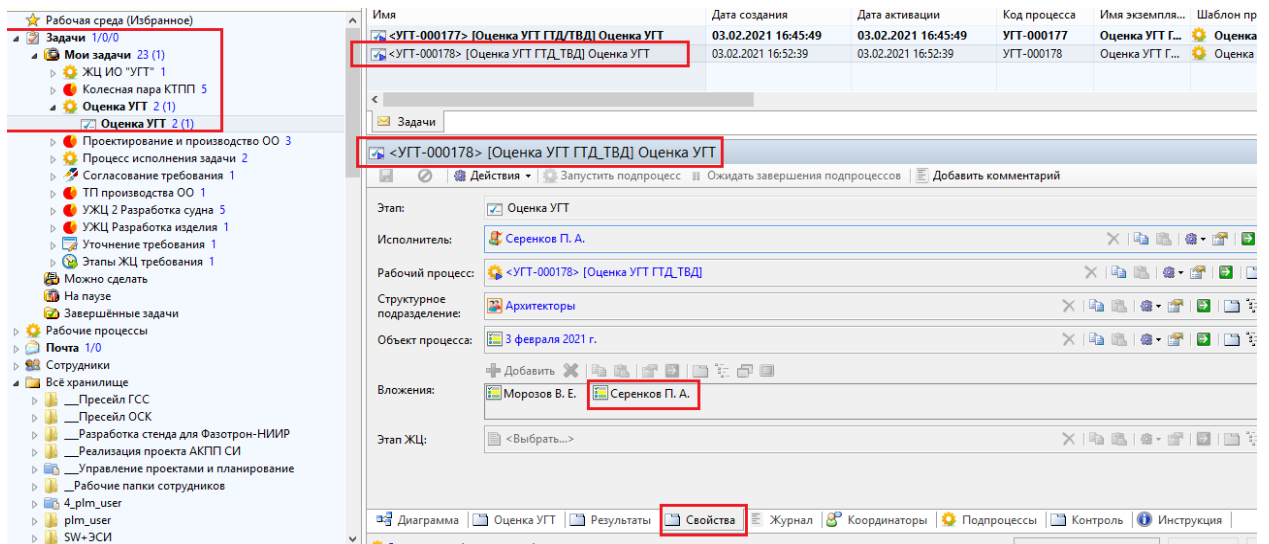 Рабочая среда (Избранное)
Задачи 1/0/0
Мои задачи 23 (1)
ЖЦ ИО "УГТ" 1
Колесная пара КТПП 5
Оценка УГТ 2 (1)
Оценка УГТ 2 (1)
Проектирование и производство ОО 3
Процесс исполнения задачи 2
Согласование требования 1
ТП производства ОО 1
УЖЦ 2 Разработка судна 5
УЖЦ Разработка изделия 1
Уточнение требования 1
Этапы ЖЦ требования 1
Можно сделать
На паузе
Завершённые задачи
Рабочие процессы
Почта 1/0
Сотрудники
Всё хранилище
__Пресейл ГСС
__Пресейл ОСК
__Разработка стенда для Фазотрон-НИИР
__Реализация проекта АКПП СИ
__Управление проектами и планирование
_Рабочие папки сотрудников
4_plm_user
plm_user
SW+ЭСИ
Имя Дата создания Дата активации Код процесса Имя экземпля... Шаблон пр
<УГТ-000177> [Оценка УГТ ГТД/ТВД] Оценка УГТ 03.02.2021 16:45:49 03.02.2021 16:45:49 УГТ-000177 Оценка УГТ Г... Оценка
<УГТ-000178> [Оценка УГТ ГТД_ТВД] Оценка УГТ 03.02.2021 16:52:39 03.02.2021 16:52:39 УГТ-000178 Оценка УГТ Г... Оценка
Задачи
<УГТ-000178> [Оценка УГТ ГТД_ТВД] Оценка УГТ
Действия Запустить подпроцесс Ожидать завершения подпроцессов Добавить комментарий
Этап: Оценка УГТ
Исполнитель: Серенков П. А.
Рабочий процесс: <УГТ-000178> [Оценка УГТ ГТД_ТВД]
Структурное
подразделение: Архитекторы
Объект процесса: 3 февраля 2021 г.
Добавить
Вложения: Морозов В. Е. Серенков П. А.
Этап ЖЦ: <Выбрать...>
Диаграмма Оценка УГТ Результаты Свойства Журнал Координаторы Подпроцессы Контроль Инструкция